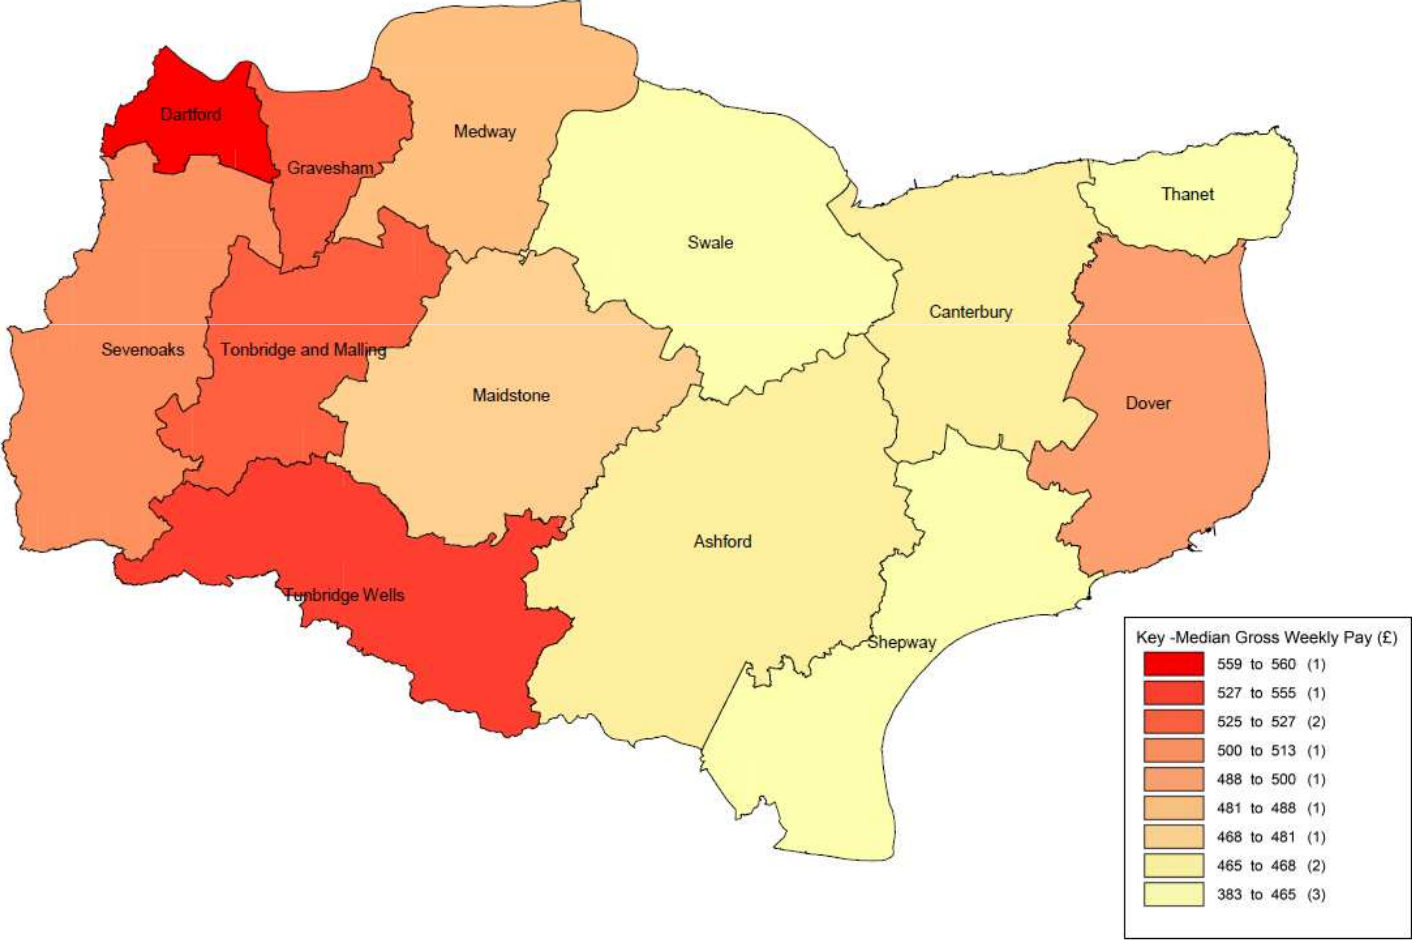 Dartford
Medway
Gravesham
Thanet
Swale
Canterbury
Sevenoaks
Tonbridge and Malling
Maidstone
Dover
Ashford
Tunbridge Wells
Shepway
Key -Median Gross Weekly Pay (£)
559 to 560 (1)
527 to 555 (1)
525 to 527 (2)
500 to 513 (1)
488 to 500 (1)
481 to 488 (1)
468 to 481 (1)
465 to 468 (2)
383 to 465 (3)